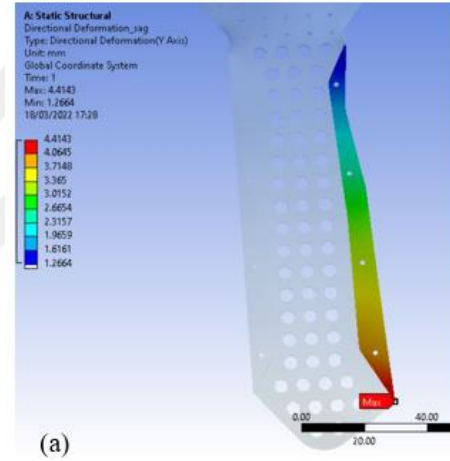 A: Static Structural
Directional Deformation_sag
Type: Directional Deformation(Y Axis)
Unit: mm
Global Coordinate System
Time: 1
Max: 4.4143
Min: 1.2664
18/03/2022 17:28
4.4143
4.0645
3.7148
3.365
3.0152
2.6654
2.3157
1.9659
1.6161
1.2664
Max
0.00
40.00
20.00
(a)